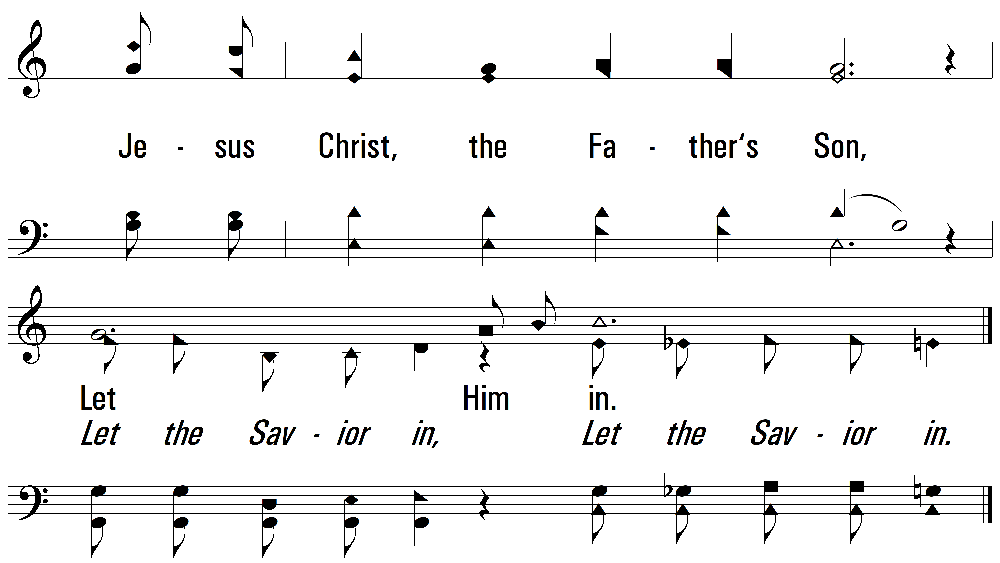 Je - sus Christ, the Fa - ther‘s Son,
Let Him in.
Let the Sav - ior in, Let the Sav - ior in.